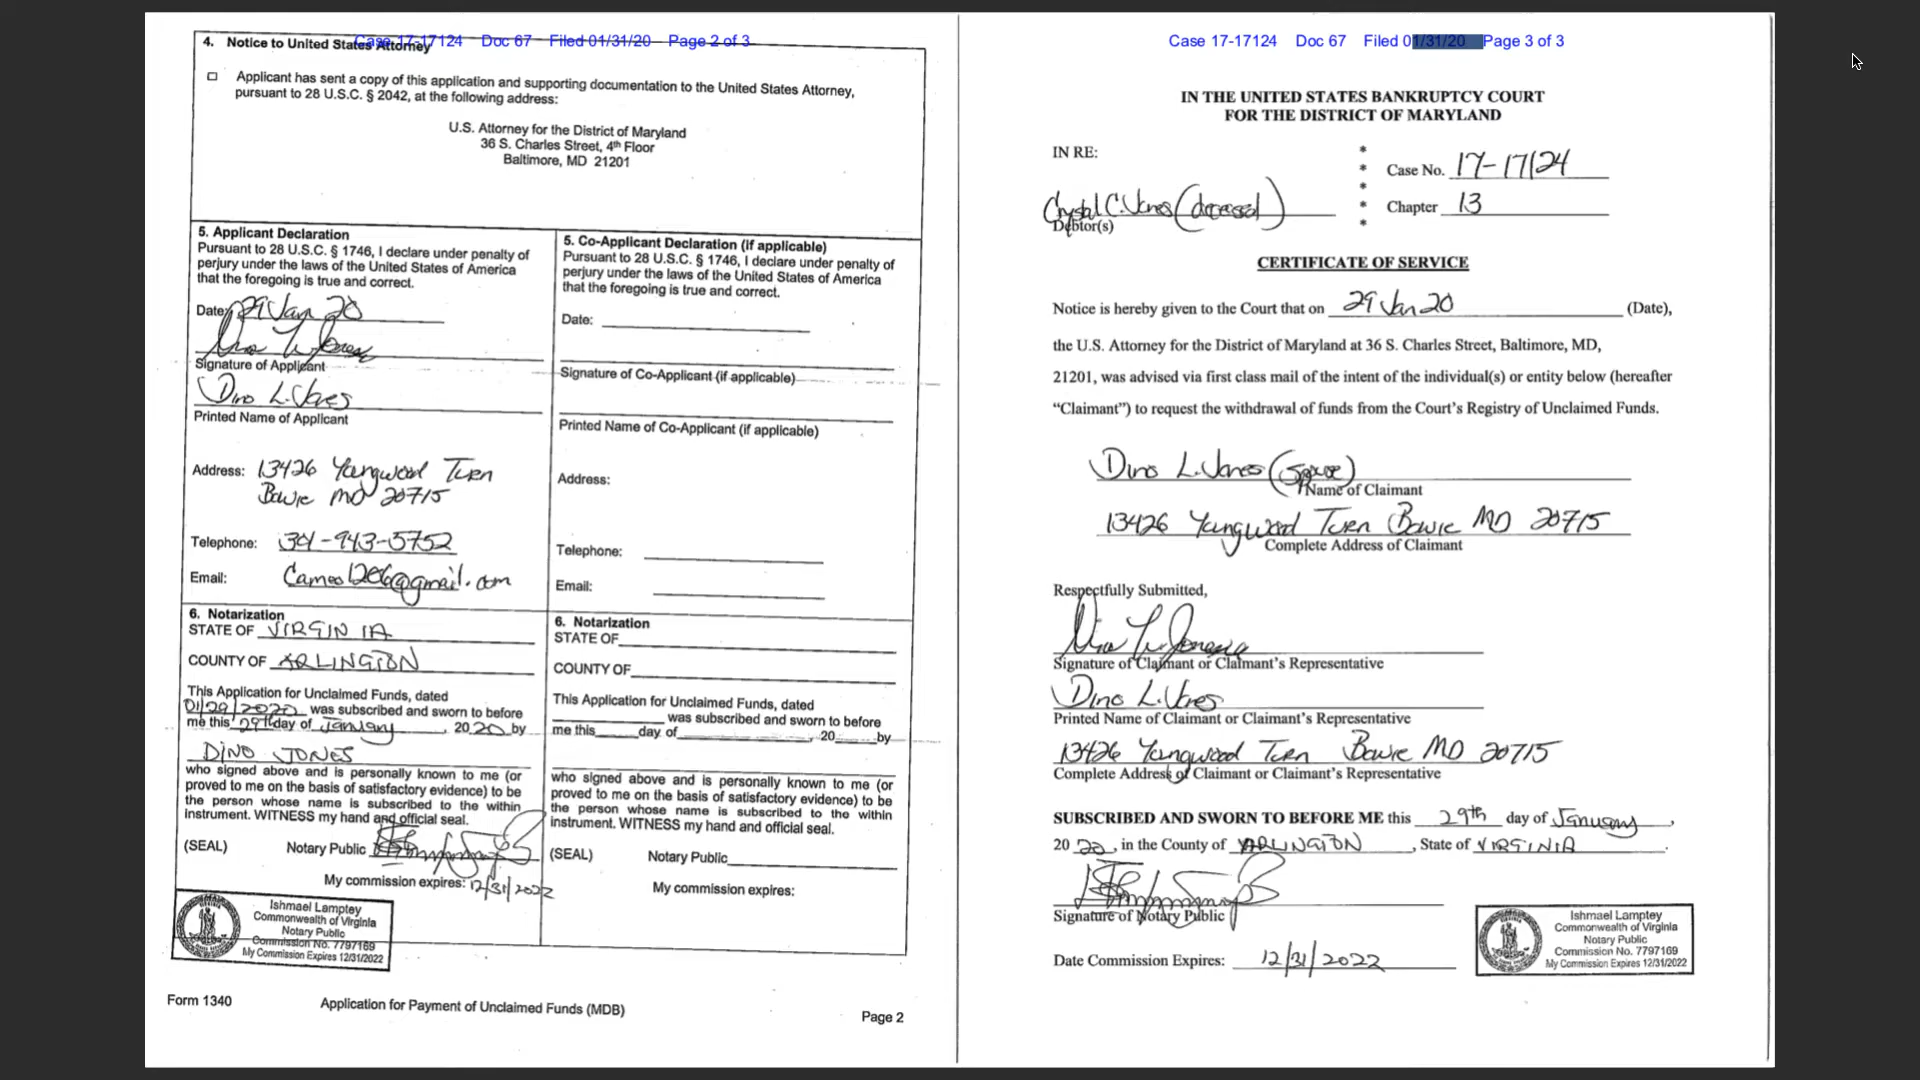 Case 17-17124 Doc 67 Filed 01/31/20 Page 2 of 3
4. Notice to United States Attorney
Applicant has sent a copy of this application and supporting documentation to the United States Attorney,
pursuant to 28 U.S.C. § 2042, at the following address:
U.S. Attorney for the District of Maryland
36 S. Charles Street, 4th Floor
Baltimore, MD 21201
5. Applicant Declaration
Pursuant to 28 U.S.C. § 1746, I declare under penalty of
perjury under the laws of the United States of America
that the foregoing is true and correct.
Date: 29 Jan 20
Signature of Applicant
Dino L. Jones
Printed Name of Applicant
Address: 13426 Youngwood Turn
Bowie MD 20715
Telephone: 301-943-5752
Email: @gmail.com
6. Notarization
STATE OF VIRGINIA
COUNTY OF ARLINGTON
This Application for Unclaimed Funds, dated
01/29/2020 was subscribed and sworn to before
me this 29th day of January, 2020 by
DINO JONES
who signed above and is personally known to me (or
proved to me on the basis of satisfactory evidence) to be
the person whose name is subscribed to the within
instrument. WITNESS my hand and official seal.
(SEAL) Notary Public
My commission expires: 12/31/2022
Ishmael Lamptey
Commonwealth of Virginia
Notary Public
Commission No. 7797169
My Commission Expires 12/31/2022
5. Co-Applicant Declaration (if applicable)
Pursuant to 28 U.S.C. § 1746, I declare under penalty of
perjury under the laws of the United States of America
that the foregoing is true and correct.
Date:
Signature of Co-Applicant (if applicable)
Printed Name of Co-Applicant (if applicable)
Address:
Telephone:
Email:
6. Notarization
STATE OF
COUNTY OF
This Application for Unclaimed Funds, dated
was subscribed and sworn to before
me this day of , 20 by
who signed above and is personally known to me (or
proved to me on the basis of satisfactory evidence) to be
the person whose name is subscribed to the within
instrument. WITNESS my hand and official seal.
(SEAL) Notary Public
My commission expires:
Form 1340 Application for Payment of Unclaimed Funds (MDB) Page 2
Case 17-17124 Doc 67 Filed 01/31/20 Page 3 of 3
IN THE UNITED STATES BANKRUPTCY COURT
FOR THE DISTRICT OF MARYLAND
IN RE:
* Case No. 17-17124
Crystal C. Jones (deceased) * Chapter 13
Debtor(s)
CERTIFICATE OF SERVICE
Notice is hereby given to the Court that on 29 Jan 20 (Date),
the U.S. Attorney for the District of Maryland at 36 S. Charles Street, Baltimore, MD,
21201, was advised via first class mail of the intent of the individual(s) or entity below (hereafter
“Claimant”) to request the withdrawal of funds from the Court’s Registry of Unclaimed Funds.
Dino L. Jones (Spouse)
Name of Claimant
13426 Youngwood Turn Bowie MD 20715
Complete Address of Claimant
Respectfully Submitted,
Signature of Claimant or Claimant’s Representative
Dino L. Jones
Printed Name of Claimant or Claimant’s Representative
13426 Youngwood Turn Bowie MD 20715
Complete Address of Claimant or Claimant’s Representative
SUBSCRIBED AND SWORN TO BEFORE ME this 29th day of January,
2020, in the County of ARLINGTON, State of VIRGINIA.
Signature of Notary Public
Date Commission Expires: 12/31/2022
Ishmael Lamptey
Commonwealth of Virginia
Notary Public
Commission No. 7797169
My Commission Expires 12/31/2022